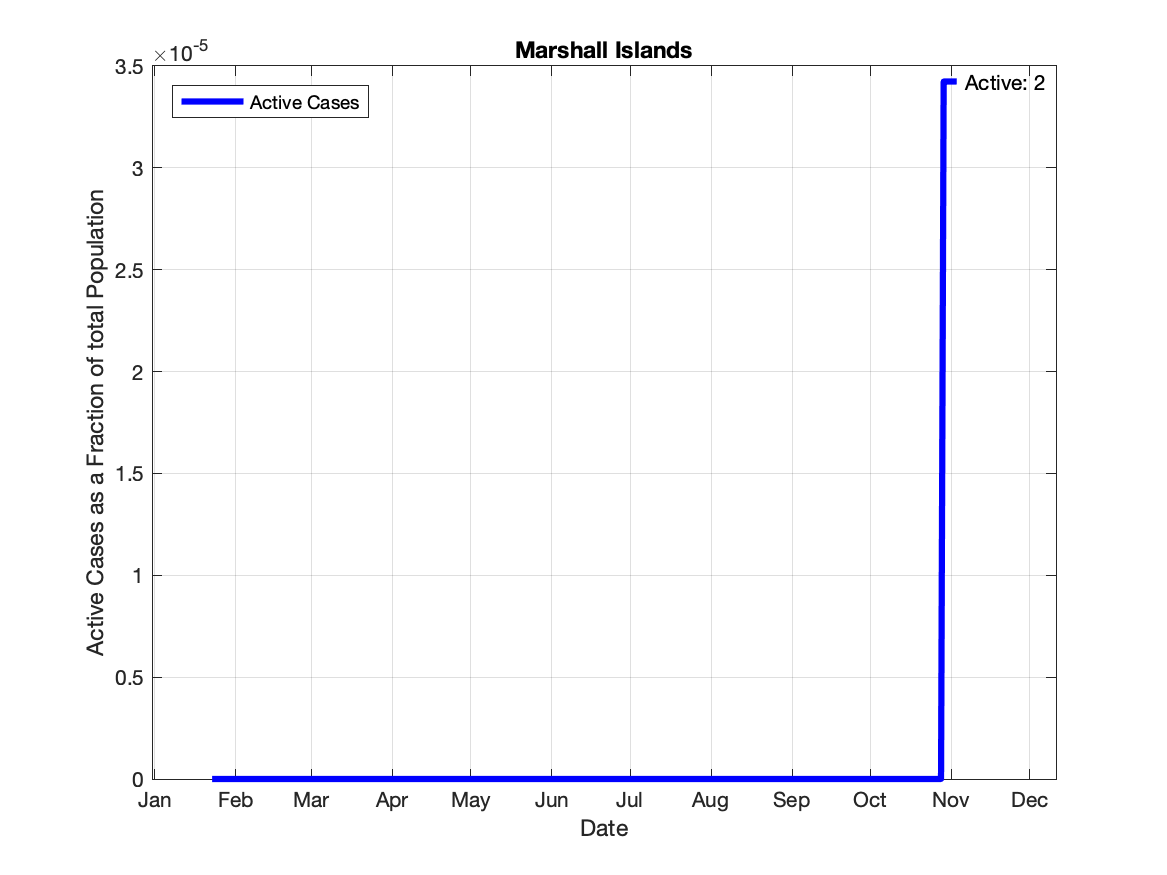 Marshall Islands
×10-5
3.5
3
2.5
2
1.5
1
0.5
0
Active Cases as a Fraction of total Population
Active Cases
Active: 2
Jan Feb Mar Apr May Jun Jul Aug Sep Oct Nov Dec
Date